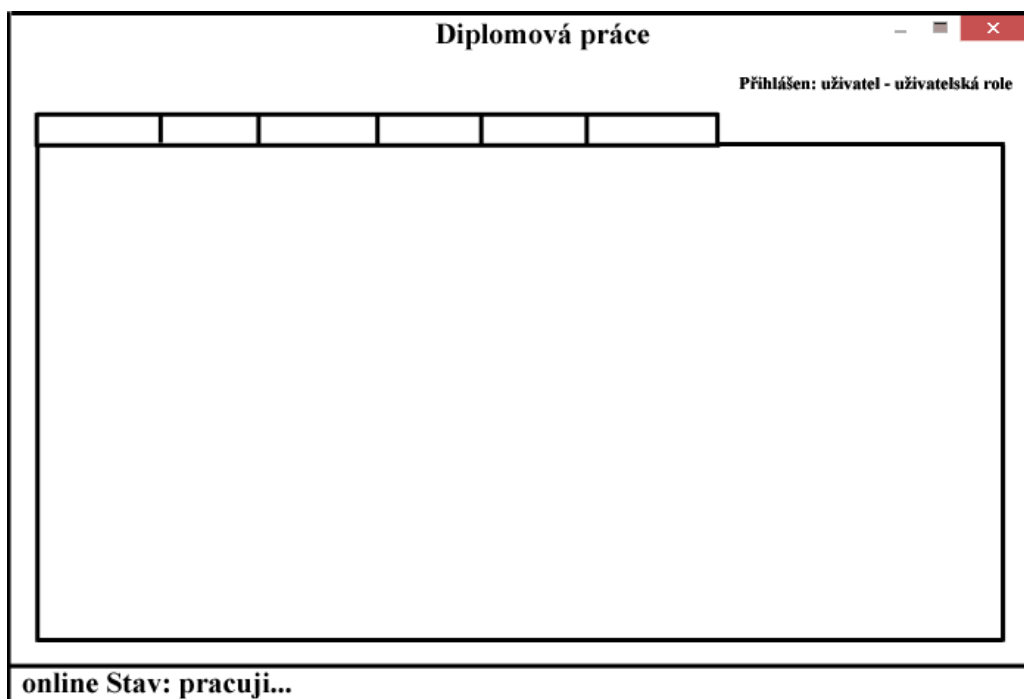 Diplomová práce
Přihlášen: uživatel - uživatelská role
online Stav: pracuji...